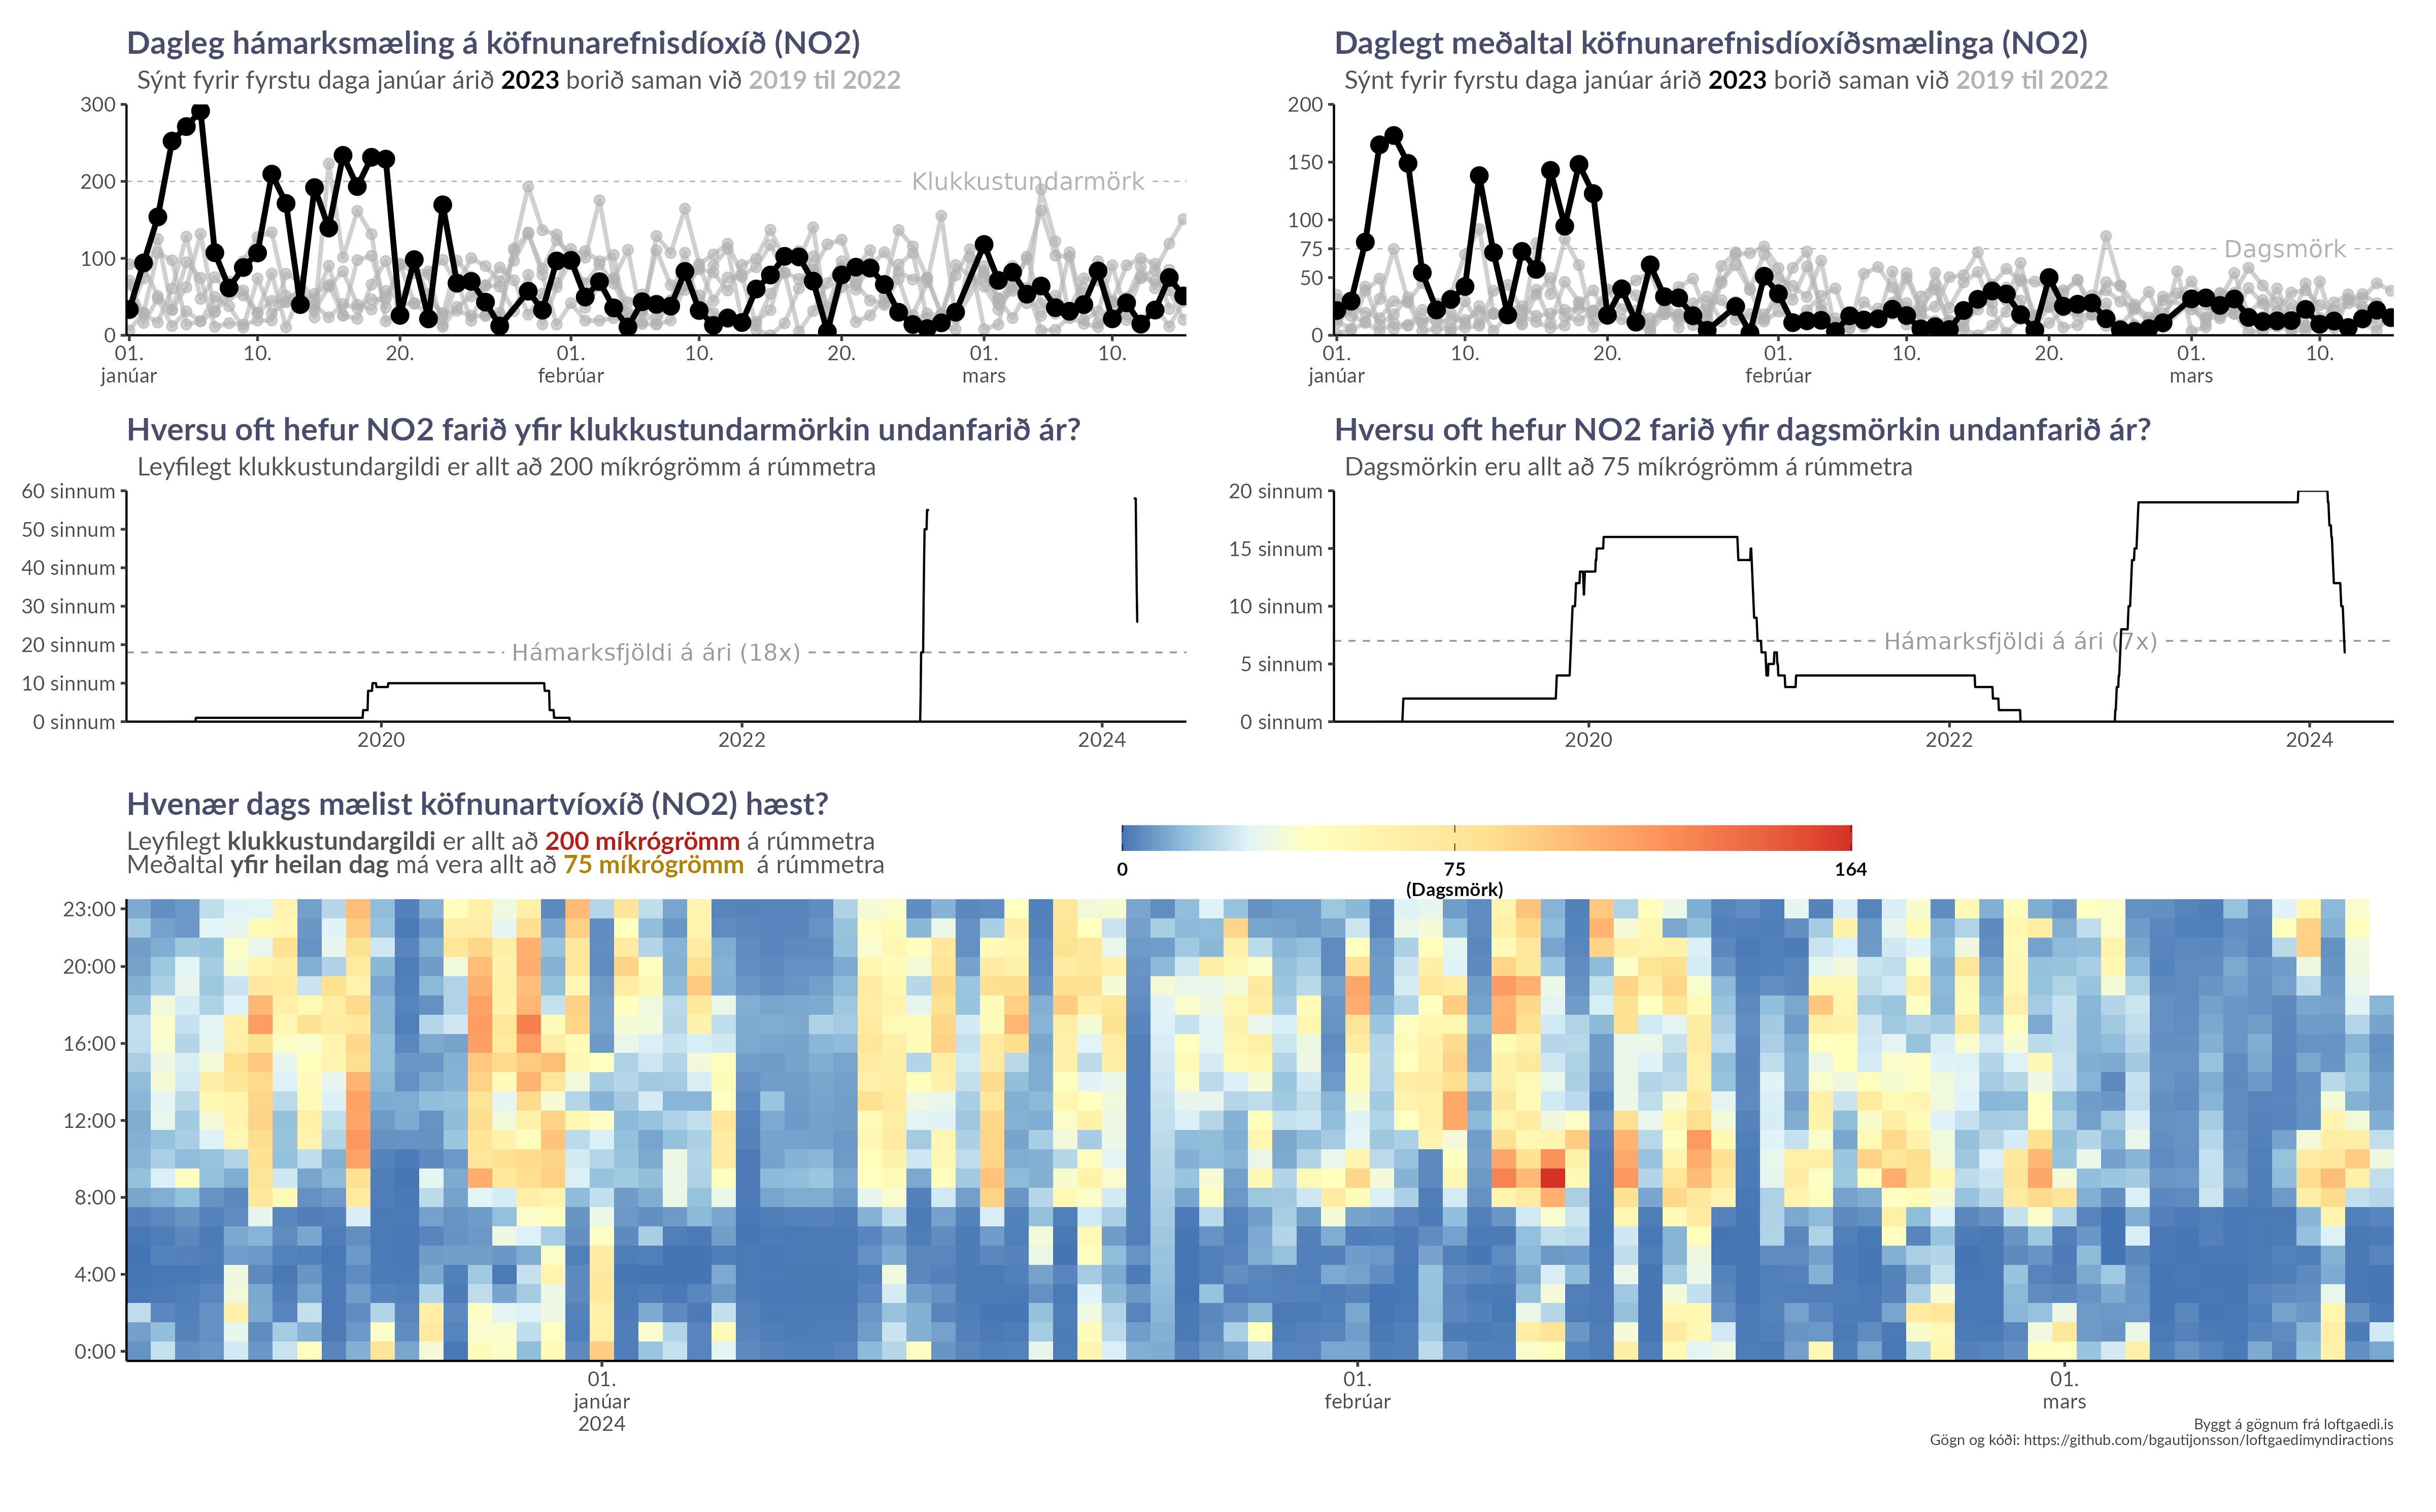 Dagleg hámarksmæling á köfnunarefnisdíoxíð (NO2)
Sýnt fyrir fyrstu daga janúar árið 2023 borið saman við 2019 til 2022
300
200
100
0
Klukkustundarmörk
01.
janúar
10.
20.
01.
febrúar
10.
20.
01.
mars
10.
Daglegt meðaltal köfnunarefnisdíoxíðsmælinga (NO2)
Sýnt fyrir fyrstu daga janúar árið 2023 borið saman við 2019 til 2022
200
150
100
75
50
0
Dagsmörk
01.
janúar
10.
20.
01.
febrúar
10.
20.
01.
mars
10.
Hversu oft hefur NO2 farið yfir klukkustundarmörkin undanfarið ár?
Leyfilegt klukkustundargildi er allt að 200 míkrógrömm á rúmmetra
60 sinnum
50 sinnum
40 sinnum
30 sinnum
20 sinnum
10 sinnum
0 sinnum
Hámarksfjöldi á ári (18x)
2020
2022
2024
Hversu oft hefur NO2 farið yfir dagsmörkin undanfarið ár?
Dagsmörkin eru allt að 75 míkrógrömm á rúmmetra
20 sinnum
15 sinnum
10 sinnum
5 sinnum
0 sinnum
Hámarksfjöldi á ári (7x)
2020
2022
2024
Hvenær dags mælist köfnunartvíoxíð (NO2) hæst?
Leyfilegt klukkustundargildi er allt að 200 míkrógrömm á rúmmetra
Meðaltal yfir heilan dag má vera allt að 75 míkrógrömm á rúmmetra
0
75
(Dagsmörk)
164
23:00
20:00
16:00
12:00
8:00
4:00
0:00
01.
janúar
2024
01.
febrúar
01.
mars
Byggt á gögnum frá loftgaedi.is
Gögn og kóði: https://github.com/bgautijonsson/loftgaedimyndiractions